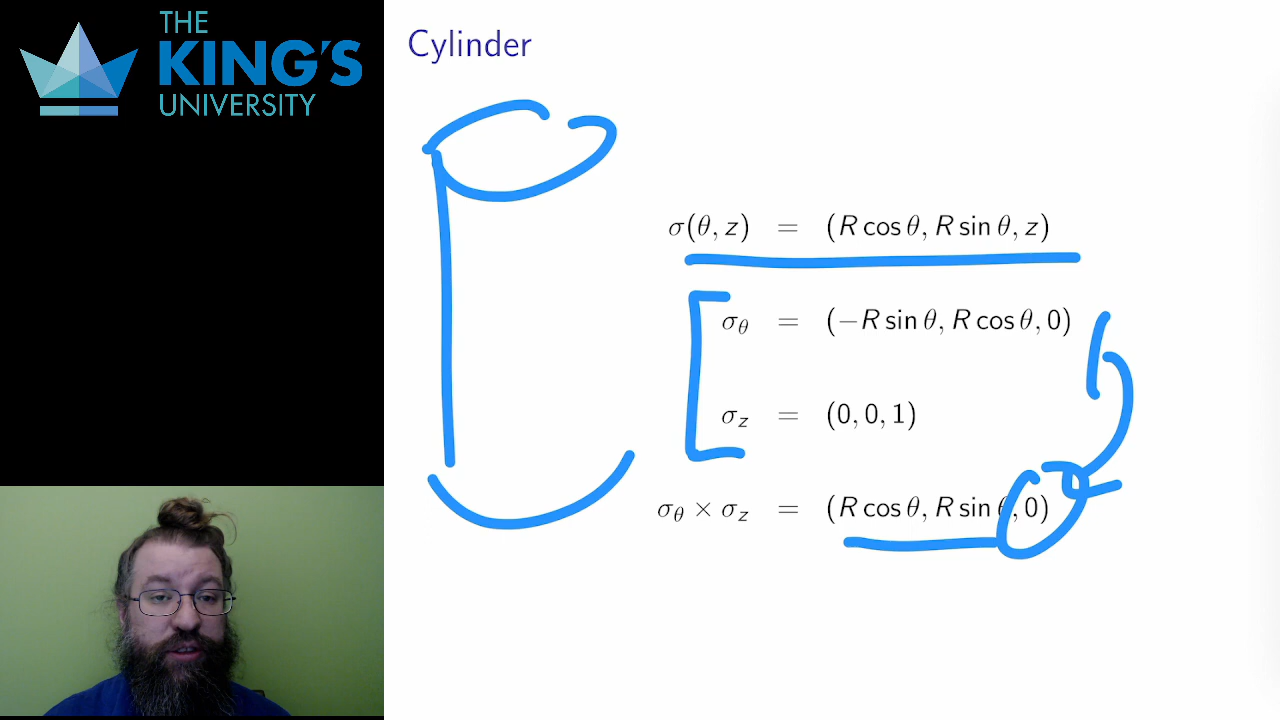 THE
KING'S
UNIVERSITY
Cylinder
σ(θ, z) = (R cos θ, R sin θ, z)
σ_θ = (−R sin θ, R cos θ, 0)
σ_z = (0, 0, 1)
σ_θ × σ_z = (R cos θ, R sin θ, 0)